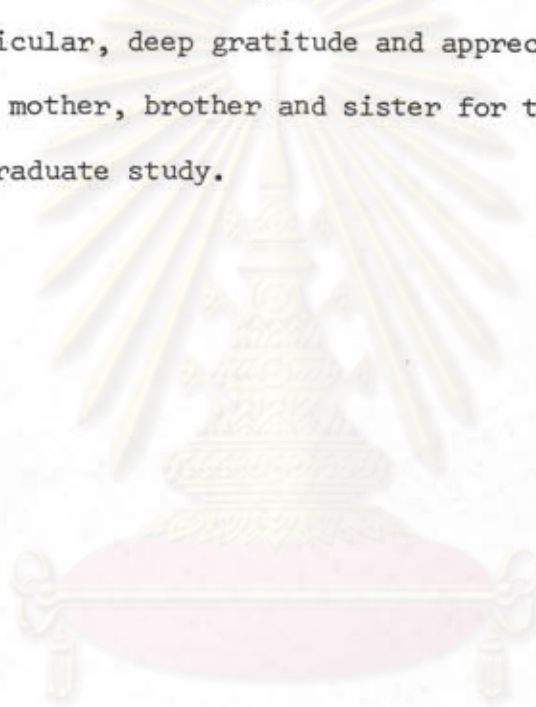 icular, deep gratitude and apprec
mother, brother and sister for t
raduate study.